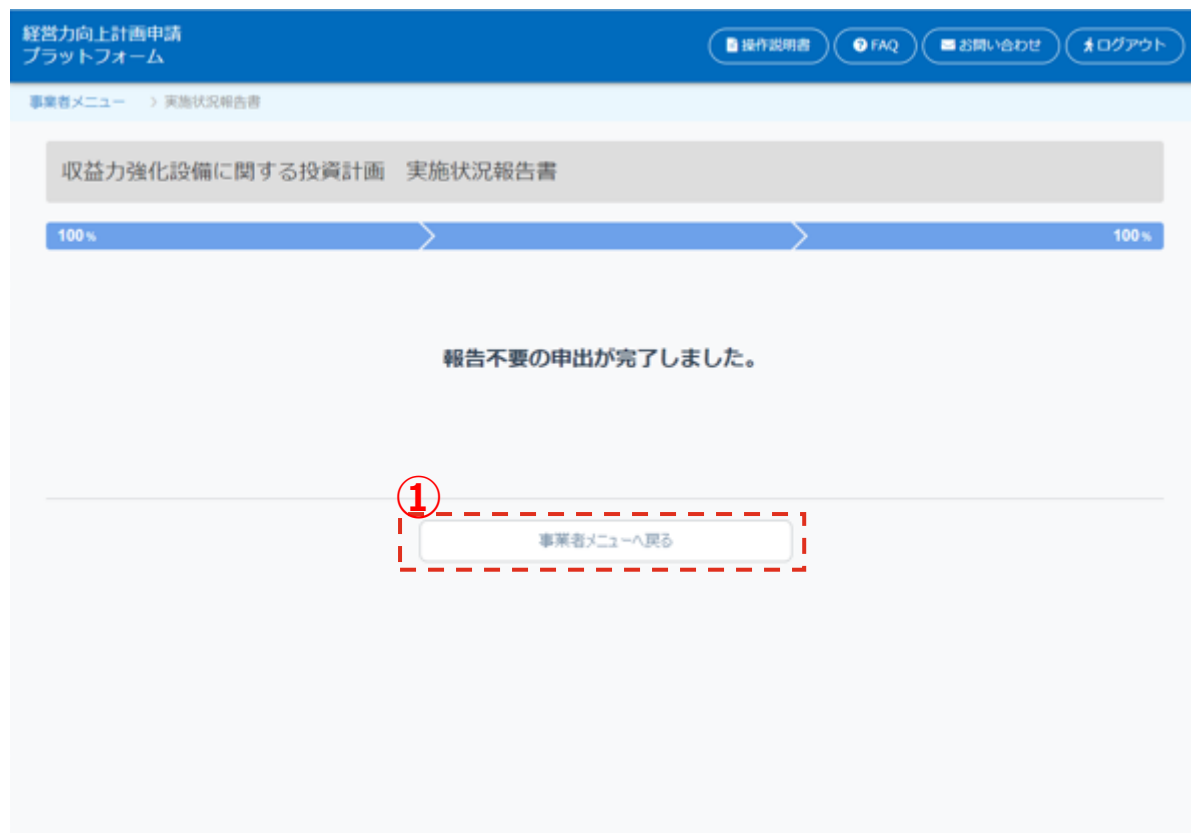 経営力向上計画申請
プラットフォーム
操作説明書
FAQ
お問い合わせ
ログアウト
事業者メニュー > 実施状況報告書
収益力強化設備に関する投資計画 実施状況報告書
100% 100%
報告不要の申出が完了しました。
①
事業者メニューへ戻る